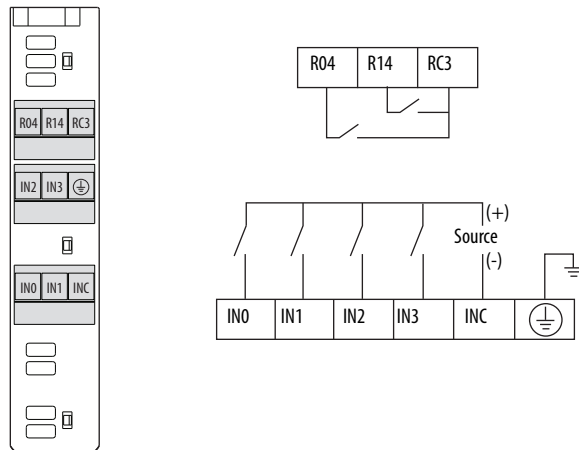 R04 R14 RC3
IN2 IN3
IN0 IN1 INC
R04 R14 RC3
(+)
Source
(-)
IN0 IN1 IN2 IN3 INC